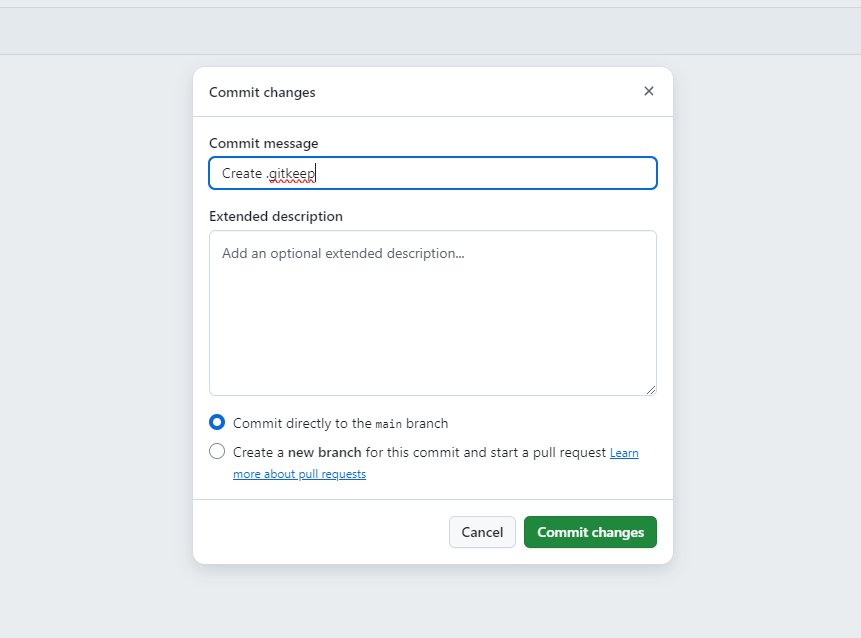 Commit changes
Commit message
Create .gitkeep
Extended description
Add an optional extended description...
Commit directly to the main branch
Create a new branch for this commit and start a pull request Learn
more about pull requests
Cancel
Commit changes